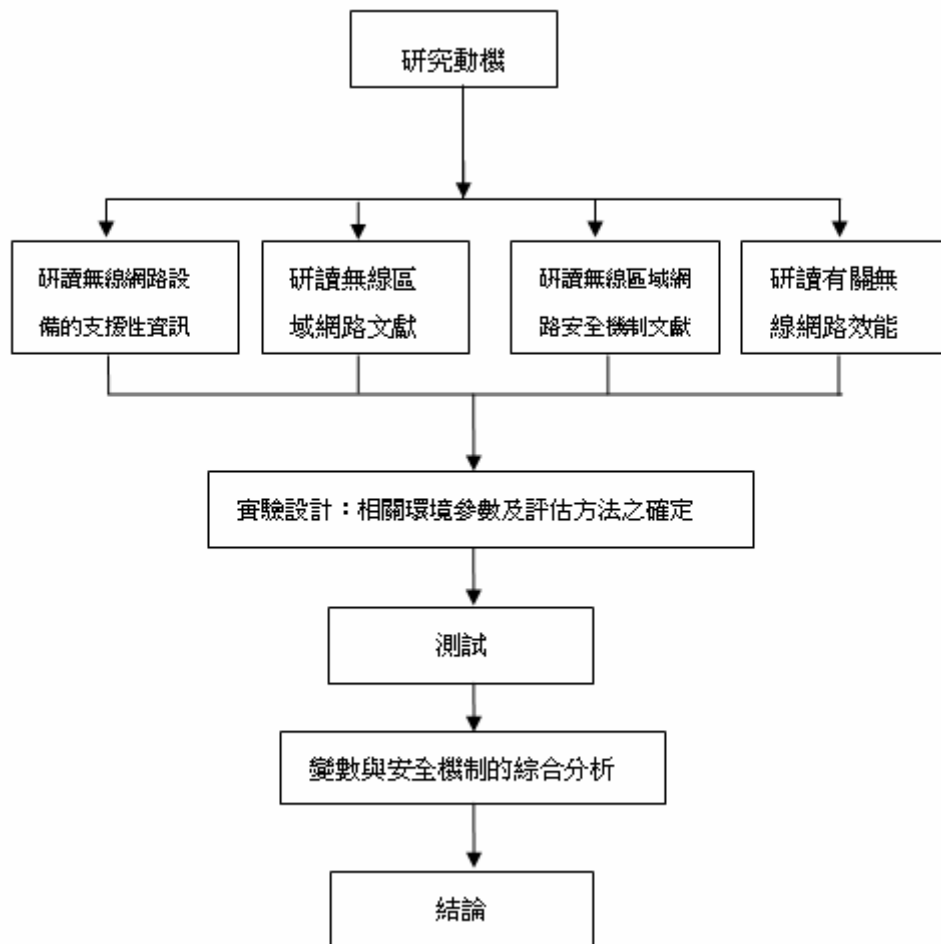 研究動機
研讀無線網路設
備的支援性資訊
研讀無線區
域網路文獻
研讀無線區域網
路安全機制文獻
研讀有關無
線網路效能
實驗設計：相關環境參數及評估方法之確定
測試
變數與安全機制的綜合分析
結論